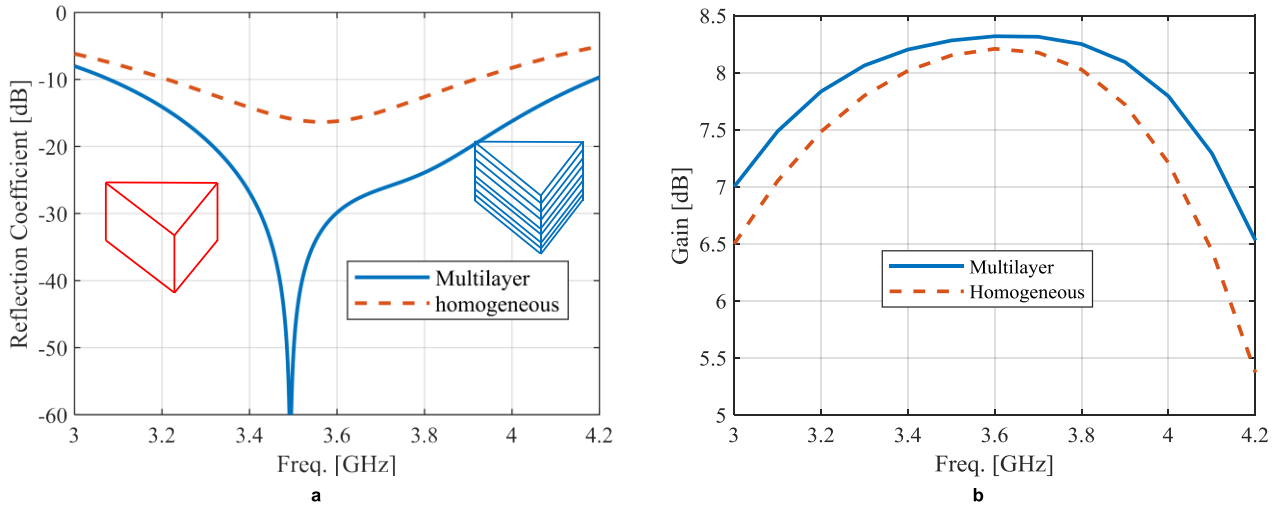 0
-10
-20
-30
-40
-50
-60
Reflection Coefficient [dB]
Multilayer
homogeneous
3
3.2
3.4
3.6
3.8
4
4.2
Freq. [GHz]
a
8.5
8
7.5
7
6.5
6
5.5
5
Gain [dB]
Multilayer
Homogeneous
3
3.2
3.4
3.6
3.8
4
4.2
Freq. [GHz]
b